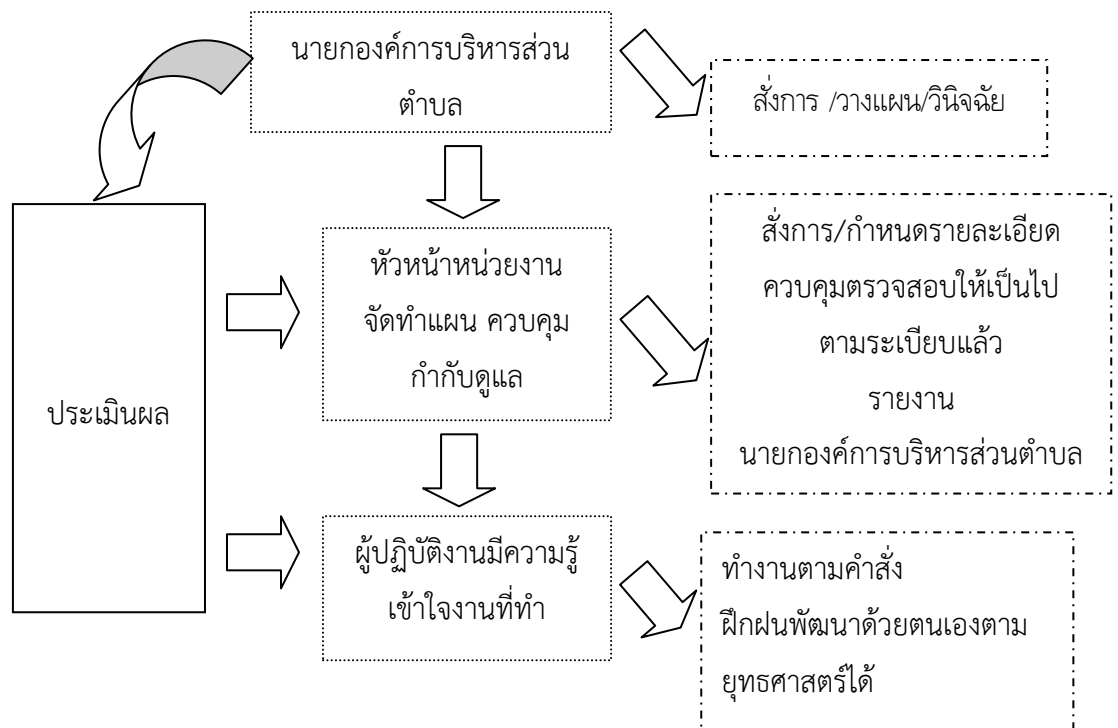 นายกองค์การบริหารส่วน
ตำบล
สั่งการ /วางแผน/วินิจฉัย
หัวหน้าหน่วยงาน
จัดทำแผน ควบคุม
กำกับดูแล
สั่งการ/กำหนดรายละเอียด
ควบคุมตรวจสอบให้เป็นไป
ตามระเบียบแล้ว
รายงาน
นายกองค์การบริหารส่วนตำบล
ประเมินผล
ผู้ปฏิบัติงานมีความรู้
เข้าใจงานที่ทำ
ทำงานตามคำสั่ง
ฝึกฝนพัฒนาด้วยตนเองตาม
ยุทธศาสตร์ได้